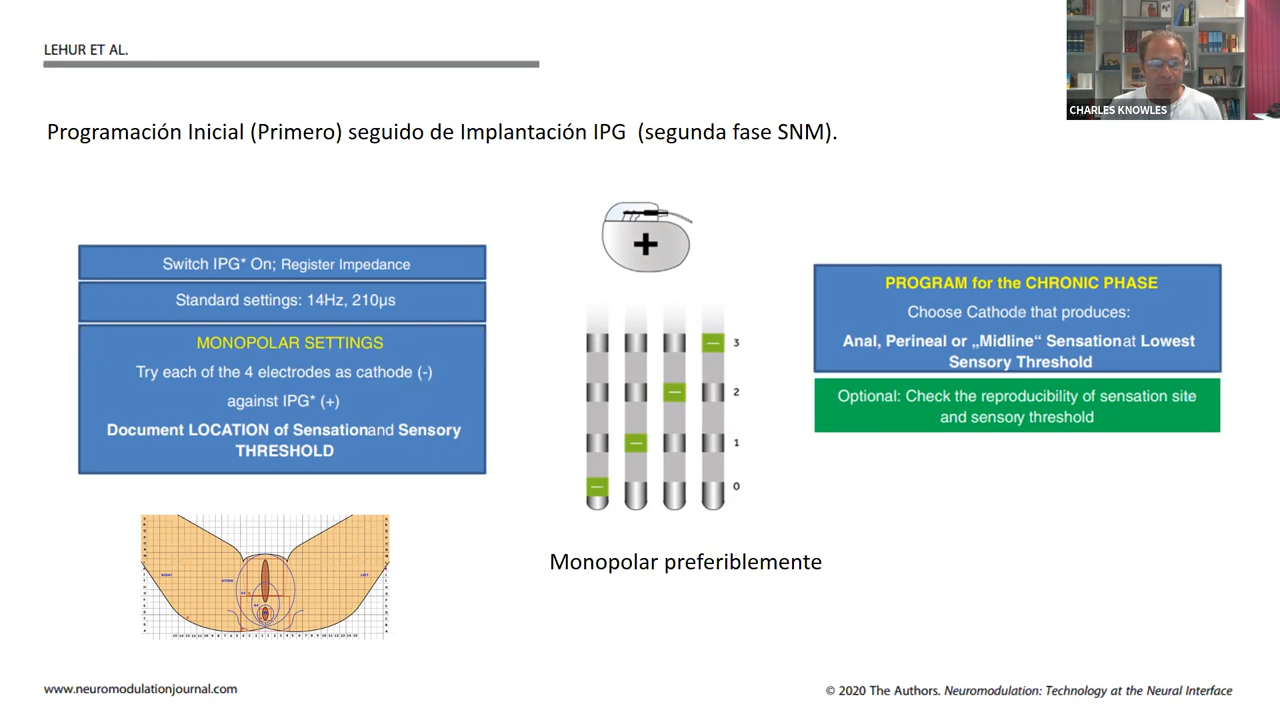 LEHUR ET AL.
CHARLES KNOWLES
Programación Inicial (Primero) seguido de Implantación IPG (segunda fase SNM).
Switch IPG* On; Register Impedance
Standard settings: 14Hz, 210µs
MONOPOLAR SETTINGS
Try each of the 4 electrodes as cathode (-)
against IPG* (+)
Document LOCATION of Sensationand Sensory
THRESHOLD
+
3
2
1
0
Monopolar preferiblemente
PROGRAM for the CHRONIC PHASE
Choose Cathode that produces:
Anal, Perineal or „Midline“ Sensationat Lowest
Sensory Threshold
Optional: Check the reproducibility of sensation site
and sensory threshold
www.neuromodulationjournal.com
© 2020 The Authors. Neuromodulation: Technology at the Neural Interface